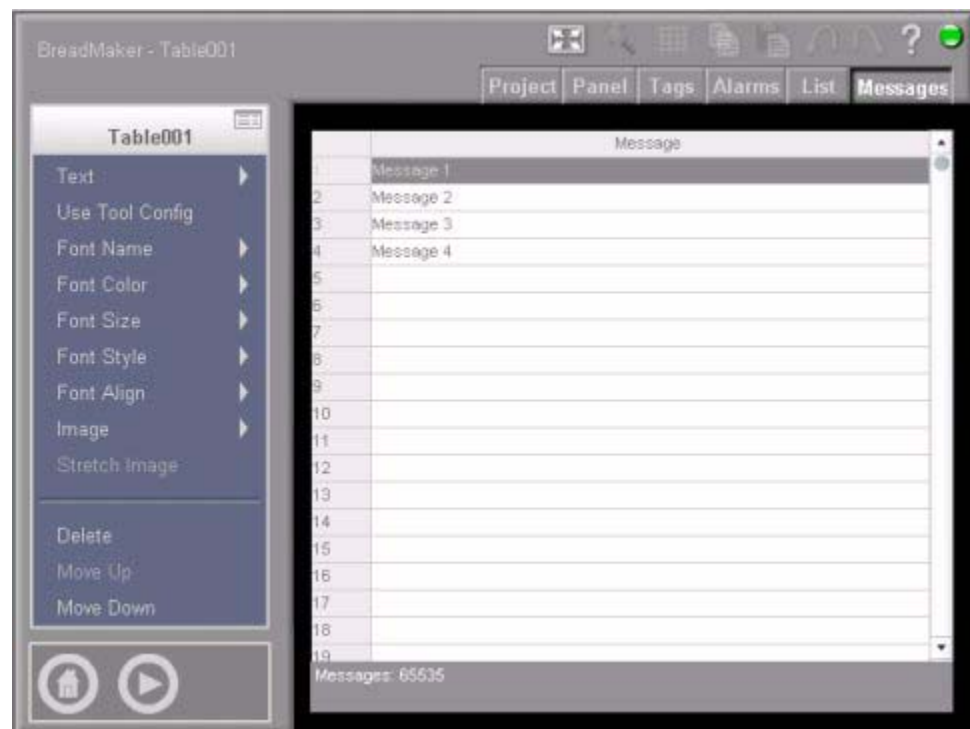 BreadMaker - Table001
?
Project Panel Tags Alarms List Messages
Table001
Text
Use Tool Config
Font Name
Font Color
Font Size
Font Style
Font Align
Image
Stretch Image
Delete
Move Up
Move Down
Message
1 Message 1
2 Message 2
3 Message 3
4 Message 4
5
6
7
8
9
10
11
12
13
14
15
16
17
18
19
Messages: 65535